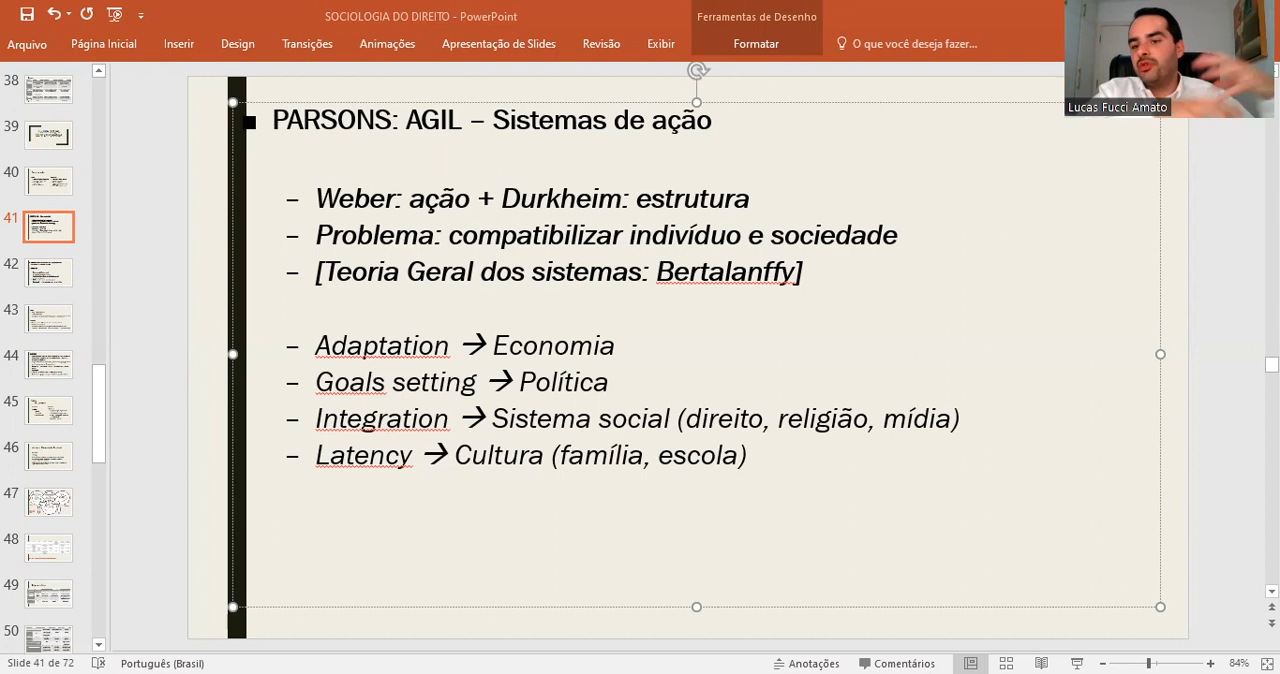 SOCIOLOGIA DO DIREITO - PowerPoint
Ferramentas de Desenho
Arquivo
Página Inicial
Inserir
Design
Transições
Animações
Apresentação de Slides
Revisão
Exibir
Formatar
O que você deseja fazer...
Lucas Fucci Amato
38
39
40
41
42
43
44
45
46
47
48
49
50
■ PARSONS: AGIL – Sistemas de ação
– Weber: ação + Durkheim: estrutura
– Problema: compatibilizar indivíduo e sociedade
– [Teoria Geral dos sistemas: Bertalanffy]
– Adaptation → Economia
– Goals setting → Política
– Integration → Sistema social (direito, religião, mídia)
– Latency → Cultura (família, escola)
Slide 41 de 72
Português (Brasil)
Anotações
Comentários
84%